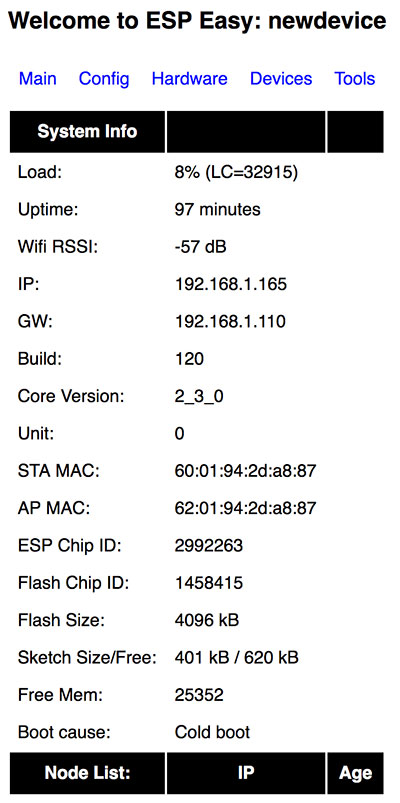 Welcome to ESP Easy: newdevice
Main Config Hardware Devices Tools
System Info
Load: 8% (LC=32915)
Uptime: 97 minutes
Wifi RSSI: -57 dB
IP: 192.168.1.165
GW: 192.168.1.110
Build: 120
Core Version: 2_3_0
Unit: 0
STA MAC: 60:01:94:2d:a8:87
AP MAC: 62:01:94:2d:a8:87
ESP Chip ID: 2992263
Flash Chip ID: 1458415
Flash Size: 4096 kB
Sketch Size/Free: 401 kB / 620 kB
Free Mem: 25352
Boot cause: Cold boot
Node List: IP Age